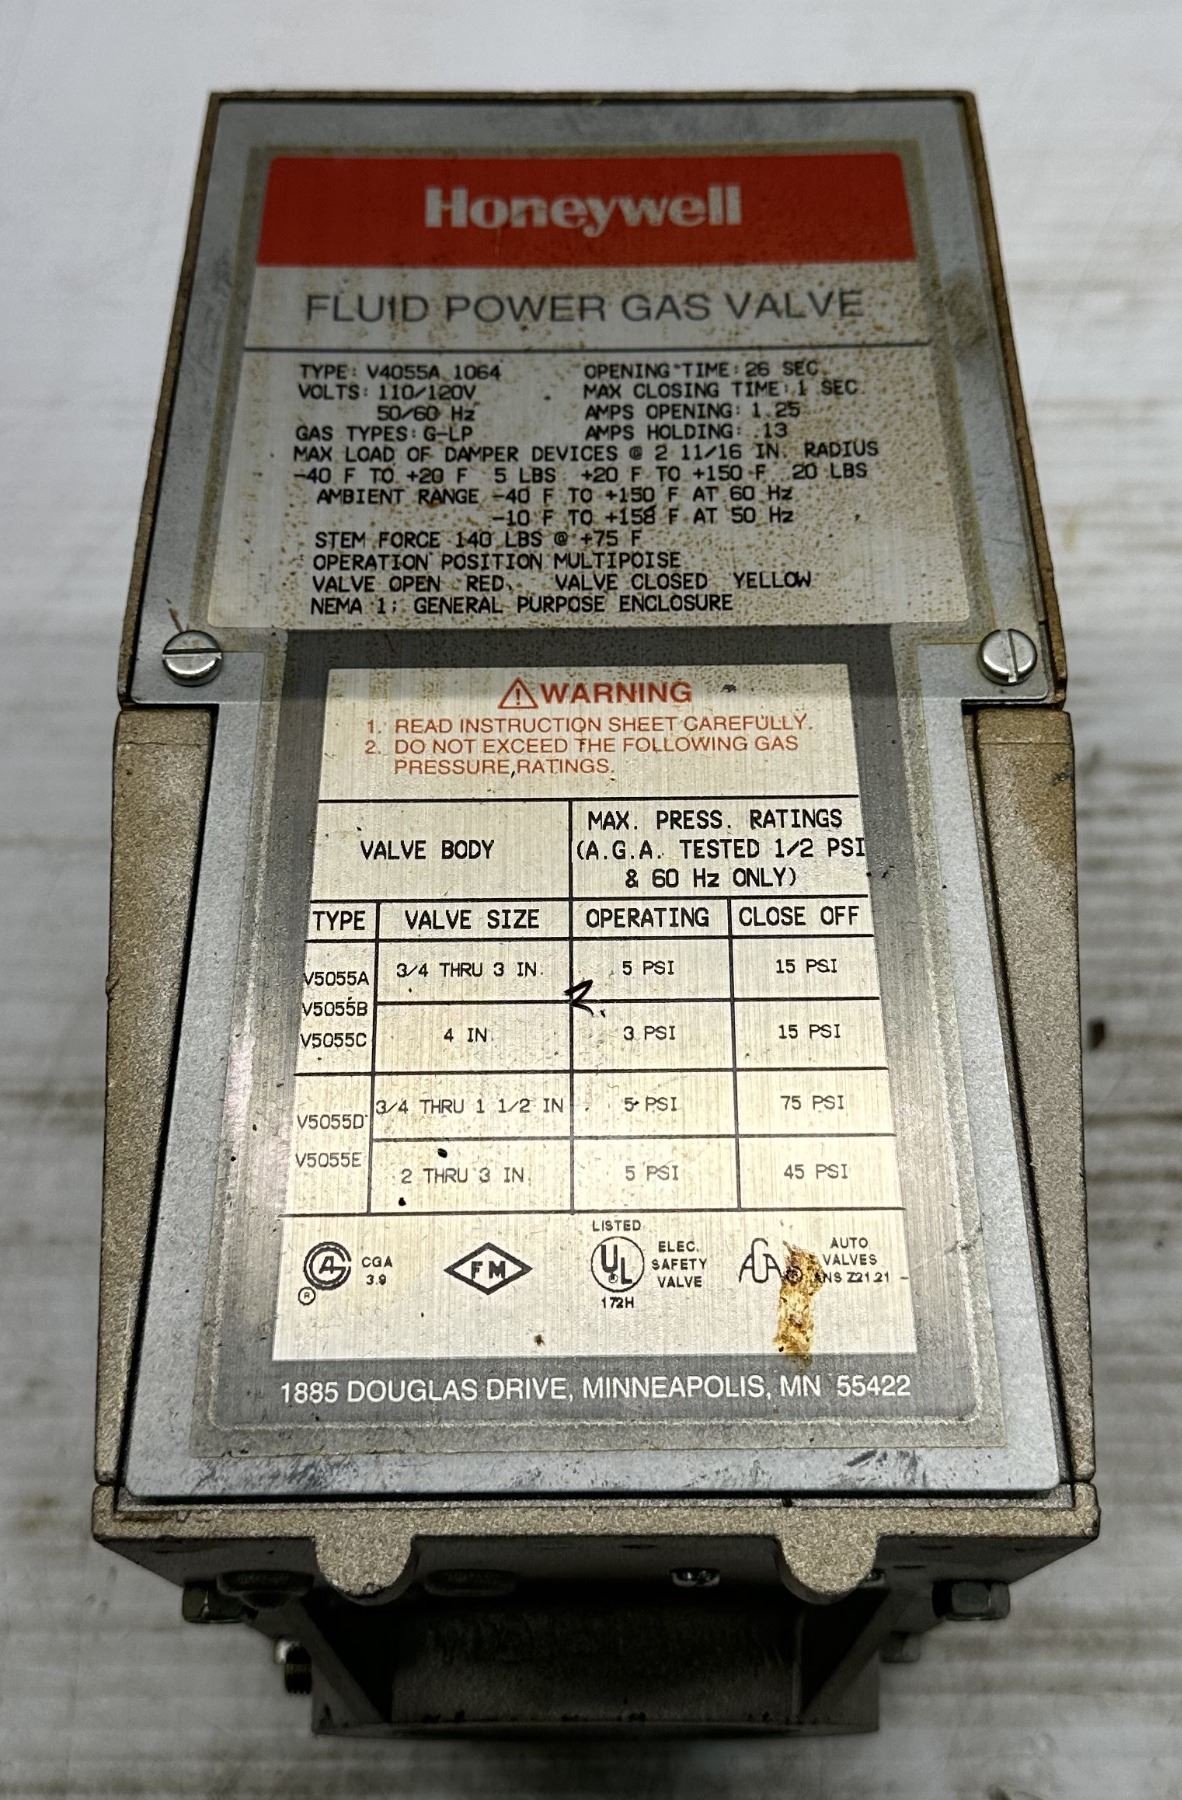 Honeywell
FLUID POWER GAS VALVE
TYPE: V4055A 1064 OPENING TIME: 26 SEC.
VOLTS: 110/120V MAX CLOSING TIME: 1 SEC.
50/60 Hz AMPS OPENING: 1.25
GAS TYPES: G-LP AMPS HOLDING: .13
MAX LOAD OF DAMPER DEVICES @ 2 11/16 IN. RADIUS
-40 F TO +20 F 5 LBS +20 F TO +150 F 20 LBS
AMBIENT RANGE -40 F TO +150 F AT 60 Hz
-10 F TO +158 F AT 50 Hz
STEM FORCE 140 LBS @ +75 F
OPERATION POSITION MULTIPOISE
VALVE OPEN RED, VALVE CLOSED YELLOW
NEMA 1; GENERAL PURPOSE ENCLOSURE
⚠ WARNING
1. READ INSTRUCTION SHEET CAREFULLY.
2. DO NOT EXCEED THE FOLLOWING GAS
PRESSURE RATINGS.
VALVE BODY
MAX. PRESS. RATINGS
(A.G.A. TESTED 1/2 PSI
& 60 Hz ONLY)
TYPE VALVE SIZE OPERATING CLOSE OFF
V5055A 3/4 THRU 3 IN. 5 PSI 15 PSI
V5055B
V5055C 4 IN. 3 PSI 15 PSI
V5055D 3/4 THRU 1 1/2 IN. 5 PSI 75 PSI
V5055E 2 THRU 3 IN. 5 PSI 45 PSI
CGA
3.9
®
FM
LISTED
UL
172H
ELEC.
SAFETY
VALVE
AGA
AUTO
VALVES
ANS Z21.21
1885 DOUGLAS DRIVE, MINNEAPOLIS, MN 55422